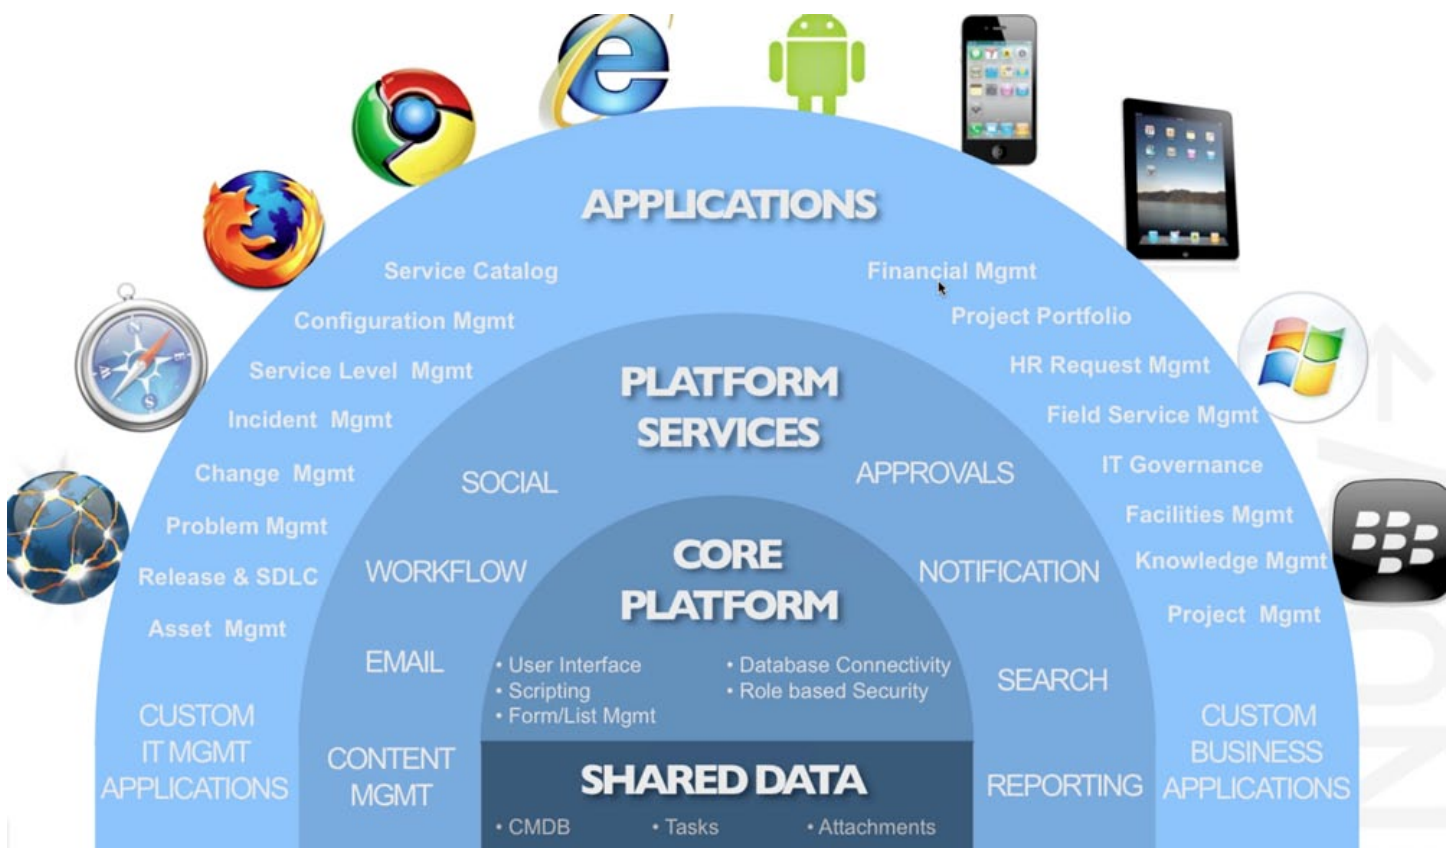 APPLICATIONS
Service Catalog
Configuration Mgmt
Service Level Mgmt
Incident Mgmt
Change Mgmt
Problem Mgmt
Release & SDLC
Asset Mgmt
CUSTOM
IT MGMT
APPLICATIONS
Financial Mgmt
Project Portfolio
HR Request Mgmt
Field Service Mgmt
IT Governance
Facilities Mgmt
Knowledge Mgmt
Project Mgmt
CUSTOM
BUSINESS
APPLICATIONS
PLATFORM
SERVICES
SOCIAL
WORKFLOW
EMAIL
CONTENT
MGMT
APPROVALS
NOTIFICATION
SEARCH
REPORTING
CORE
PLATFORM
• User Interface
• Scripting
• Form/List Mgmt
• Database Connectivity
• Role based Security
SHARED DATA
• CMDB
• Tasks
• Attachments